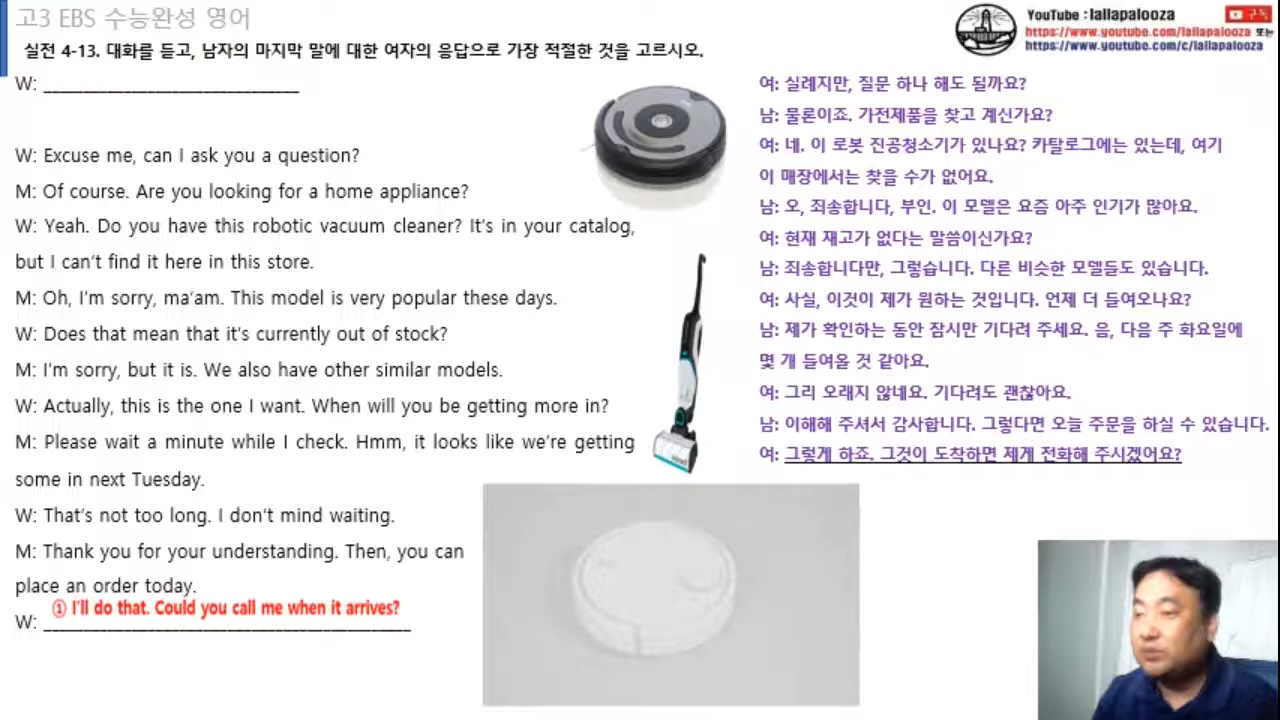 고3 EBS 수능완성 영어
실전 4-13. 대화를 듣고, 남자의 마지막 말에 대한 여자의 응답으로 가장 적절한 것을 고르시오.
YouTube : lallapalooza 구독
https://www.youtube.com/lallapalooza 또는
https://www.youtube.com/c/lallapalooza
W: ________________________________
W: Excuse me, can I ask you a question?
M: Of course. Are you looking for a home appliance?
W: Yeah. Do you have this robotic vacuum cleaner? It's in your catalog,
but I can't find it here in this store.
M: Oh, I'm sorry, ma'am. This model is very popular these days.
W: Does that mean that it's currently out of stock?
M: I'm sorry, but it is. We also have other similar models.
W: Actually, this is the one I want. When will you be getting more in?
M: Please wait a minute while I check. Hmm, it looks like we're getting
some in next Tuesday.
W: That's not too long. I don't mind waiting.
M: Thank you for your understanding. Then, you can
place an order today.
① I'll do that. Could you call me when it arrives?
W: ______________________________________________
여: 실례지만, 질문 하나 해도 될까요?
남: 물론이죠. 가전제품을 찾고 계신가요?
여: 네. 이 로봇 진공청소기가 있나요? 카탈로그에는 있는데, 여기
이 매장에서는 찾을 수가 없어요.
남: 오, 죄송합니다, 부인. 이 모델은 요즘 아주 인기가 많아요.
여: 현재 재고가 없다는 말씀이신가요?
남: 죄송합니다만, 그렇습니다. 다른 비슷한 모델들도 있습니다.
여: 사실, 이것이 제가 원하는 것입니다. 언제 더 들여오나요?
남: 제가 확인하는 동안 잠시만 기다려 주세요. 음, 다음 주 화요일에
몇 개 들여올 것 같아요.
여: 그리 오래지 않네요. 기다려도 괜찮아요.
남: 이해해 주셔서 감사합니다. 그렇다면 오늘 주문을 하실 수 있습니다.
여: 그렇게 하죠. 그것이 도착하면 제게 전화해 주시겠어요?